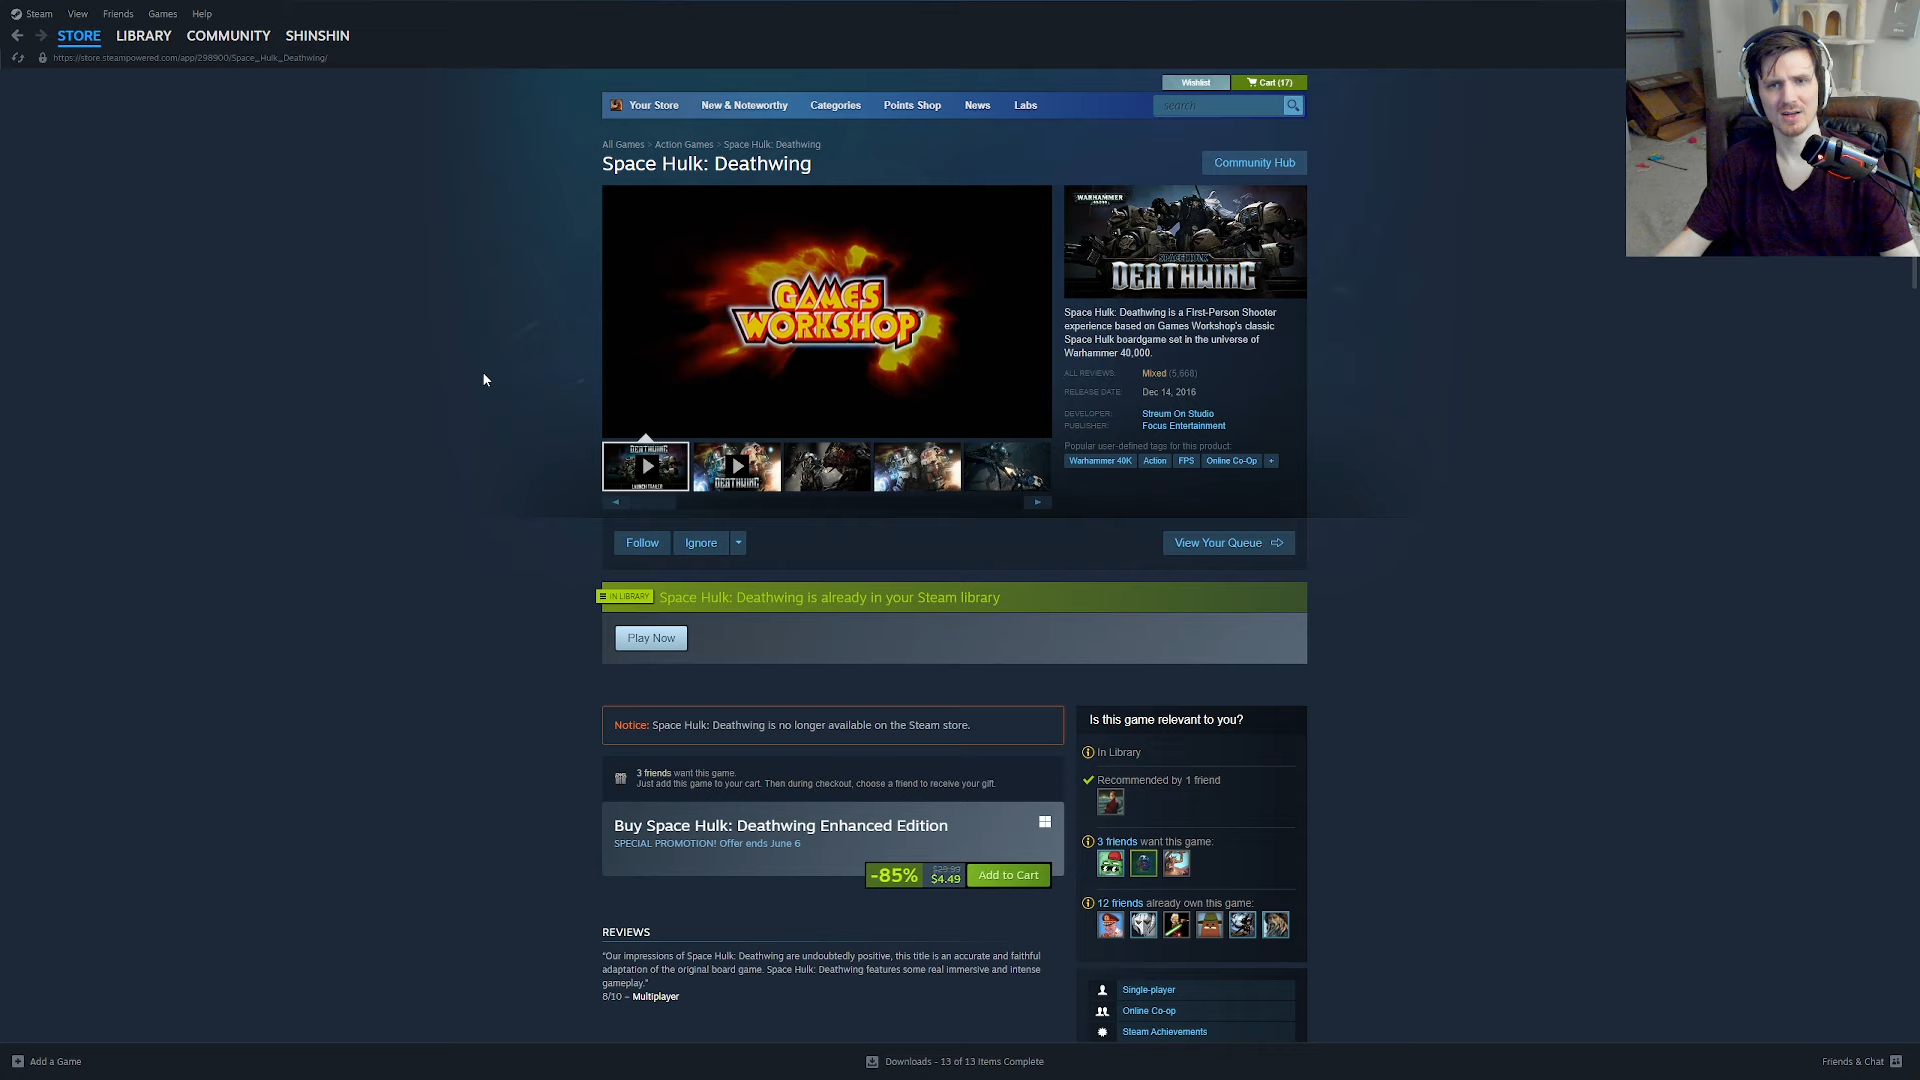 Steam View Friends Games Help
STORE LIBRARY COMMUNITY SHINSHIN
https://store.steampowered.com/app/298900/Space_Hulk_Deathwing/
Wishlist Cart (17)
Your Store New & Noteworthy Categories Points Shop News Labs search
All Games > Action Games > Space Hulk: Deathwing
Space Hulk: Deathwing
Community Hub
GAMES
WORKSHOP
WARHAMMER
40,000
SPACE HULK
DEATHWING
Space Hulk: Deathwing is a First-Person Shooter
experience based on Games Workshop's classic
Space Hulk boardgame set in the universe of
Warhammer 40,000.
ALL REVIEWS: Mixed (5,668)
RELEASE DATE: Dec 14, 2016
DEVELOPER: Streum On Studio
PUBLISHER: Focus Entertainment
Popular user-defined tags for this product:
Warhammer 40K Action FPS Online Co-Op +
DEATHWING
LAUNCH TRAILER
DEATHWING
Follow Ignore View Your Queue
IN LIBRARY Space Hulk: Deathwing is already in your Steam library
Play Now
Notice: Space Hulk: Deathwing is no longer available on the Steam store.
3 friends want this game.
Just add this game to your cart. Then during checkout, choose a friend to receive your gift.
Buy Space Hulk: Deathwing Enhanced Edition
SPECIAL PROMOTION! Offer ends June 6
-85% $29.99 $4.49 Add to Cart
REVIEWS
“Our impressions of Space Hulk: Deathwing are undoubtedly positive, this title is an accurate and faithful
adaptation of the original board game. Space Hulk: Deathwing features some real immersive and intense
gameplay.”
8/10 – Multiplayer
Is this game relevant to you?
In Library
Recommended by 1 friend
3 friends want this game:
12 friends already own this game:
Single-player
Online Co-op
Steam Achievements
Add a Game Downloads - 13 of 13 Items Complete Friends & Chat